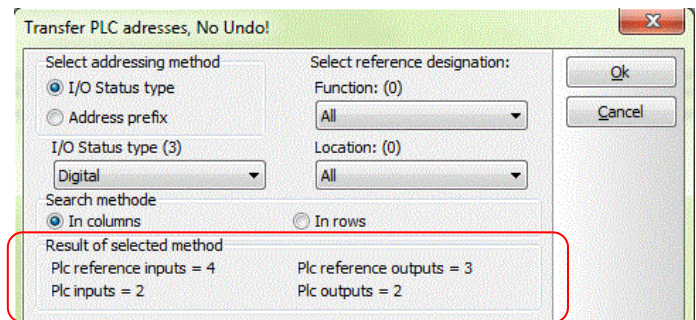 Transfer PLC adresses, No Undo!
Select addressing method
I/O Status type
Address prefix
I/O Status type (3)
Digital
Select reference designation:
Function: (0)
All
Location: (0)
All
Ok
Cancel
Search methode
In columns
In rows
Result of selected method
Plc reference inputs = 4
Plc reference outputs = 3
Plc inputs = 2
Plc outputs = 2